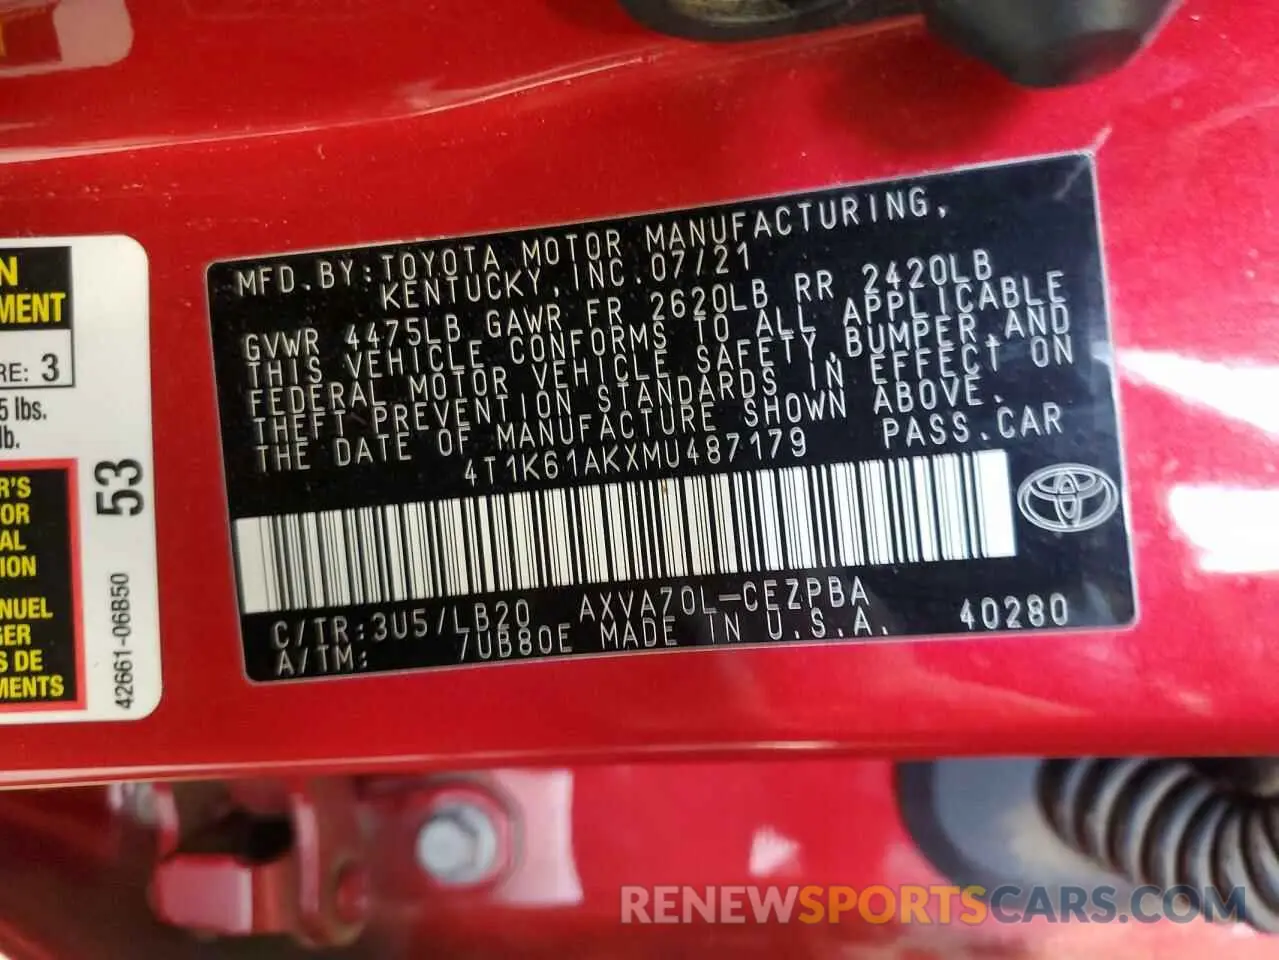 MFD.BY:TOYOTA MOTOR MANUFACTURING,
KENTUCKY,INC.07/21
GVWR 4475LB GAWR FR 2620LB RR 2420LB
THIS VEHICLE CONFORMS TO ALL APPLICABLE
FEDERAL MOTOR VEHICLE SAFETY,BUMPER,AND
THEFT PREVENTION STANDARDS IN EFFECT ON
THE DATE OF MANUFACTURE SHOWN ABOVE.
4T1K61AKXMU487179 PASS.CAR
C/TR:3U5/LB20 AXVA70L-CEZPBA
A/TM: /UB80E MADE IN U.S.A. 40280
N
MENT
RE: 3
5 lbs.
lb.
R'S
OR
AL
ION
NUEL
GER
S DE
MENTS
53
42661-06B50
RENEWSPORTSCARS.COM